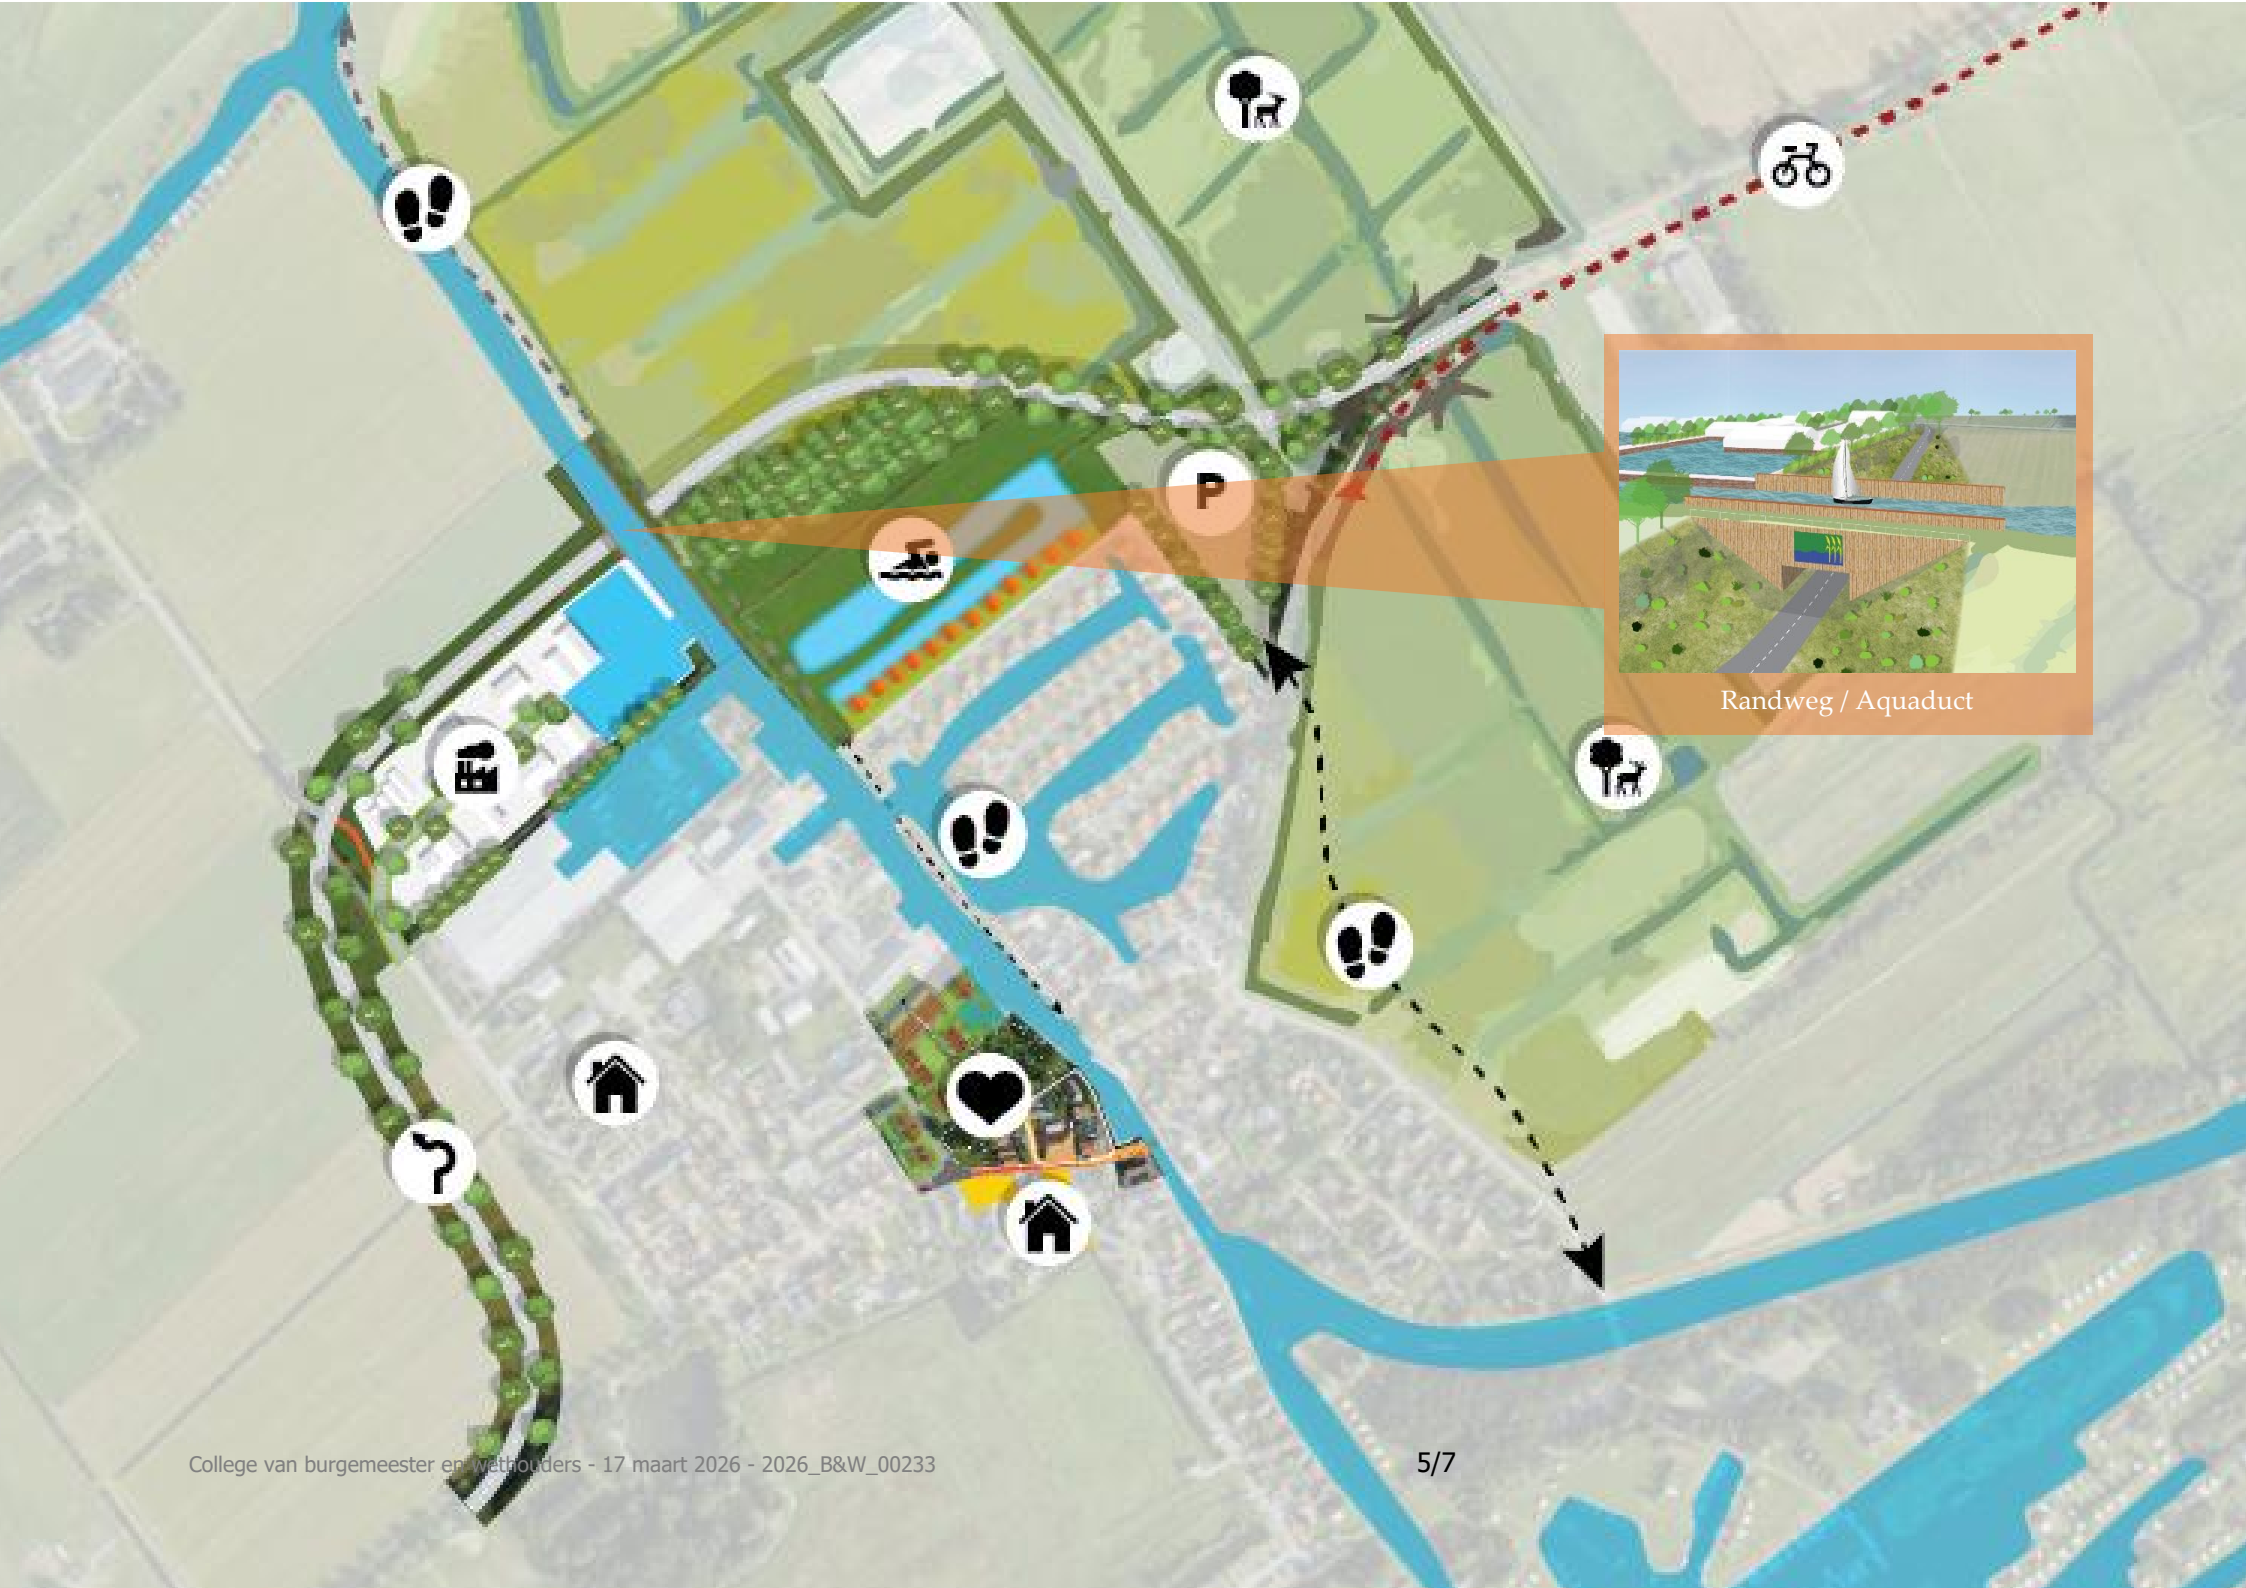 P
Randweg / Aquaduct
College van burgemeester en wethouders - 17 maart 2026 - 2026_B&W_00233
5/7